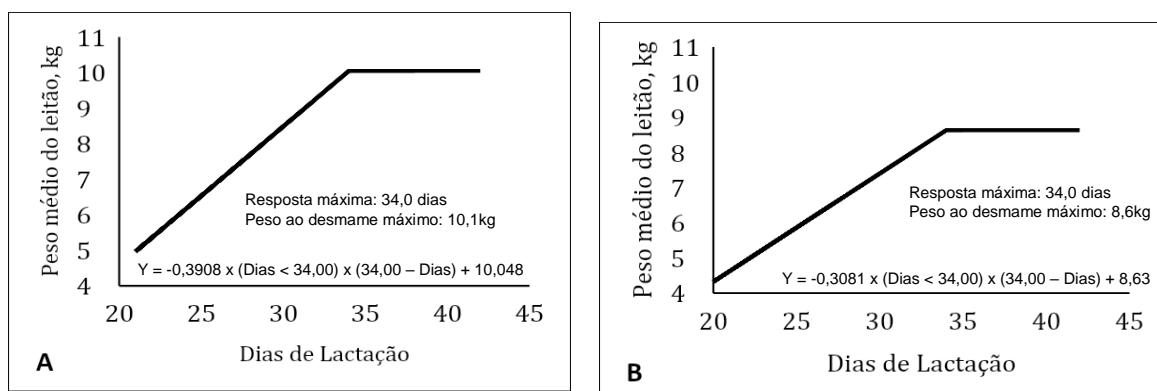 Peso médio do leitão, kg
11
10
9
8
7
6
5
4
Resposta máxima: 34,0 dias
Peso ao desmame máximo: 10,1kg
Y = -0,3908 x (Dias < 34,00) x (34,00 – Dias) + 10,048
20 25 30 35 40 45
Dias de Lactação
A
Peso médio do leitão, kg
11
10
9
8
7
6
5
4
Resposta máxima: 34,0 dias
Peso ao desmame máximo: 8,6kg
Y = -0,3081 x (Dias < 34,00) x (34,00 – Dias) + 8,63
20 25 30 35 40 45
Dias de Lactação
B